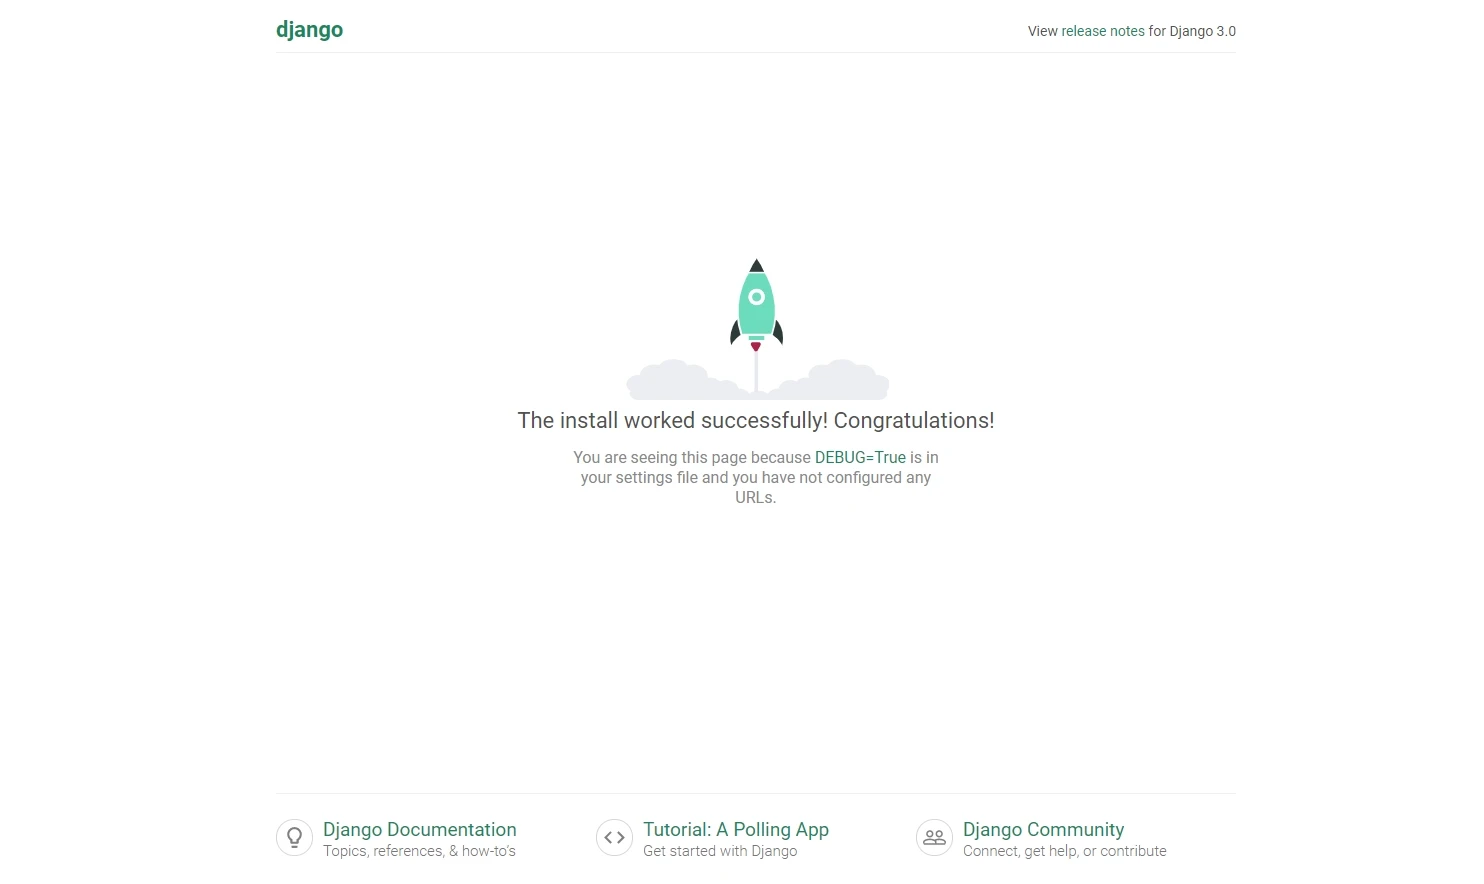 django
View release notes for Django 3.0
The install worked successfully! Congratulations!
You are seeing this page because DEBUG=True is in
your settings file and you have not configured any
URLs.
Django Documentation
Topics, references, & how-to's
Tutorial: A Polling App
Get started with Django
Django Community
Connect, get help, or contribute